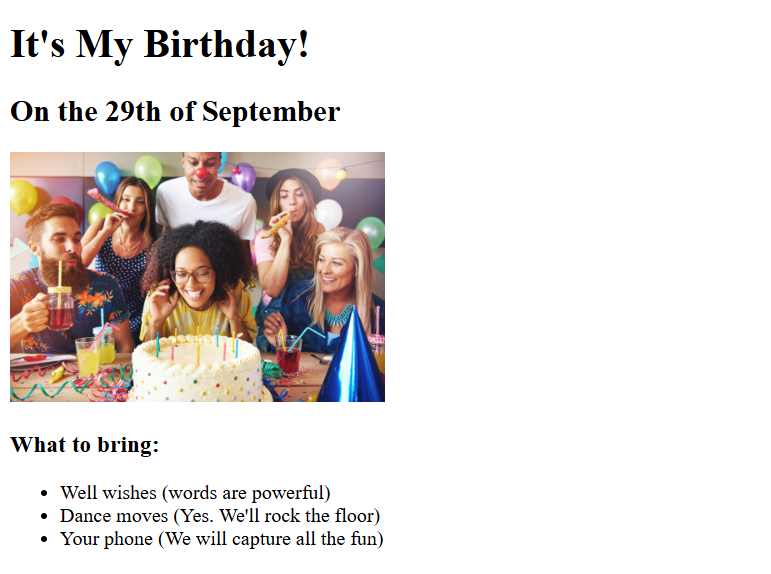 It's My Birthday!
On the 29th of September
What to bring:
Well wishes (words are powerful)
Dance moves (Yes. We'll rock the floor)
Your phone (We will capture all the fun)